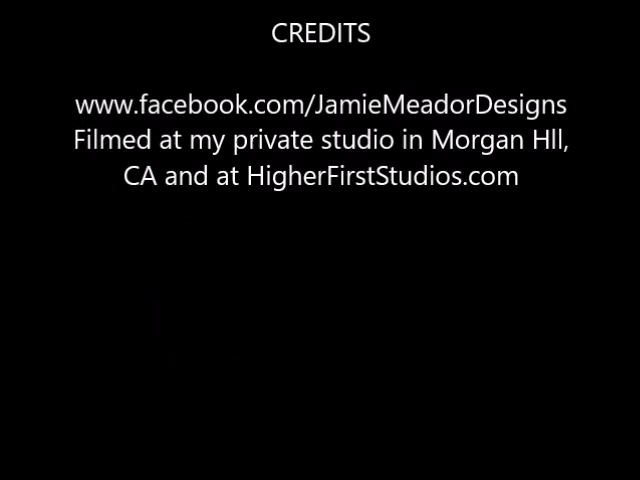 CREDITS
www.facebook.com/JamieMeadorDesigns
Filmed at my private studio in Morgan Hll,
CA and at HigherFirstStudios.com